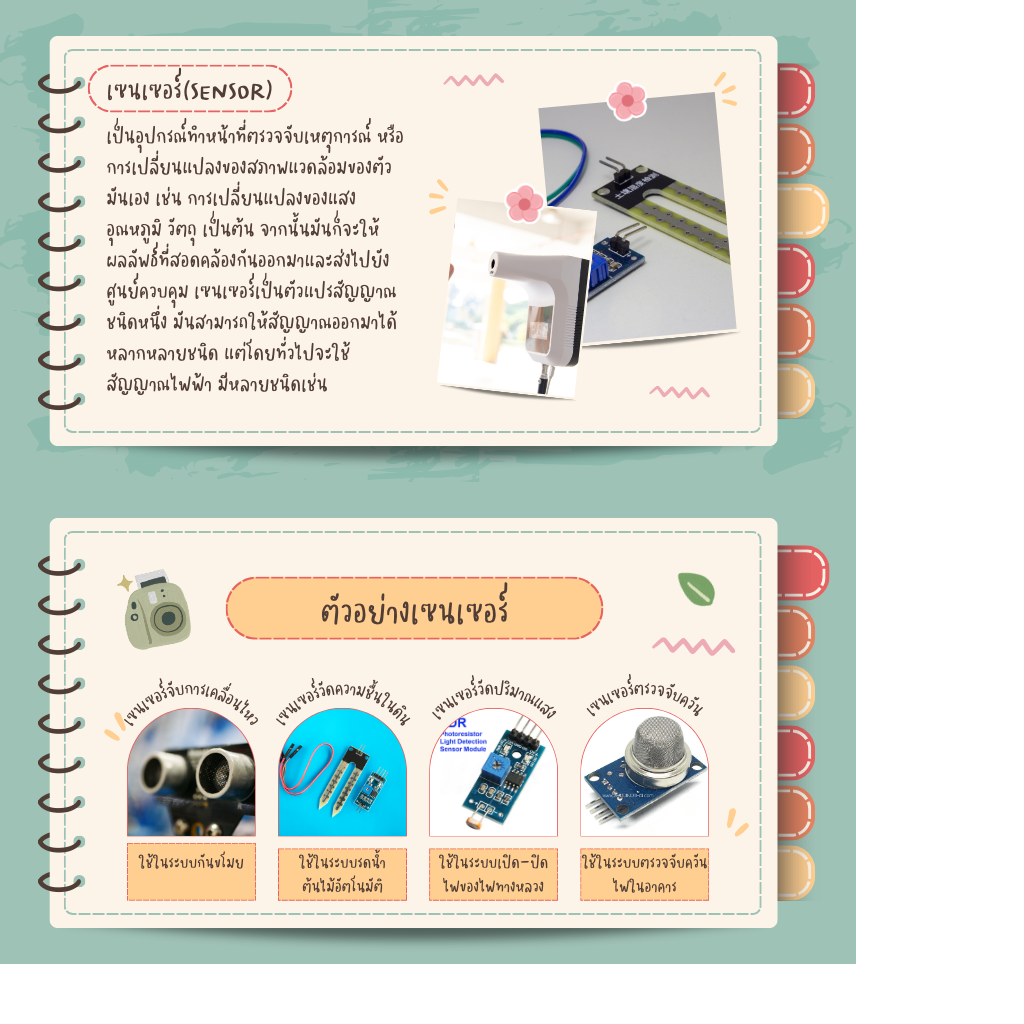 เซนเซอร์(SENSOR)
เป็นอุปกรณ์ทำหน้าที่ตรวจจับเหตุการณ์ หรือ
การเปลี่ยนแปลงของสภาพแวดล้อมของตัว
มันเอง เช่น การเปลี่ยนแปลงของแสง
อุณหภูมิ วัตถุ เป็นต้น จากนั้นมันก็จะให้
ผลลัพธ์ที่สอดคล้องกันออกมาและส่งไปยัง
ศูนย์ควบคุม เซนเซอร์เป็นตัวแปรสัญญาณ
ชนิดหนึ่ง มันสามารถให้สัญญาณออกมาได้
หลากหลายชนิด แต่โดยทั่วไปจะใช้
สัญญาณไฟฟ้า มีหลายชนิดเช่น
ตัวอย่างเซนเซอร์
เซนเซอร์จับการเคลื่อนไหว
เซนเซอร์วัดความชื้นในดิน
เซนเซอร์วัดปริมาณแสง
เซนเซอร์ตรวจจับควัน
Photoresistor
Light Detection
Sensor Module
ใช้ในระบบกันขโมย
ใช้ในระบบรดน้ำ
ต้นไม้อัตโนมัติ
ใช้ในระบบเปิด-ปิด
ไฟของไฟทางหลวง
ใช้ในระบบตรวจจับควัน
ไฟในอาคาร